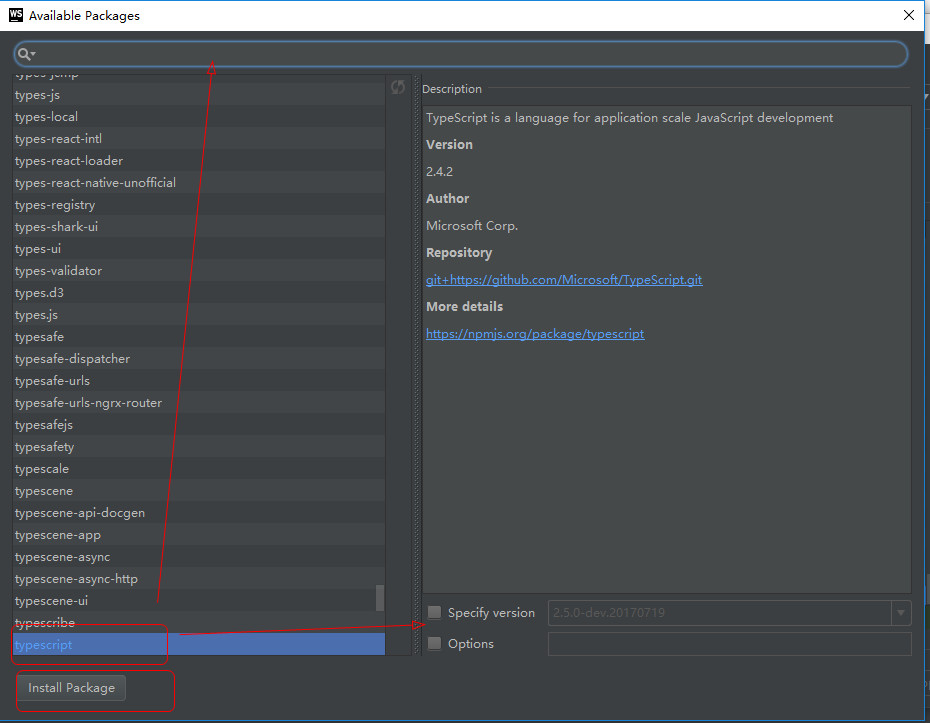 WS Available Packages
types-jcmp
types-js
types-local
types-react-intl
types-react-loader
types-react-native-unofficial
types-registry
types-shark-ui
types-ui
types-validator
types.d3
types.js
typesafe
typesafe-dispatcher
typesafe-urls
typesafe-urls-ngrx-router
typesafejs
typesafety
typescale
typescene
typescene-api-docgen
typescene-app
typescene-async
typescene-async-http
typescene-ui
typescribe
typescript
Install Package
Description
TypeScript is a language for application scale JavaScript development
Version
2.4.2
Author
Microsoft Corp.
Repository
git+https://github.com/Microsoft/TypeScript.git
More details
https://npmjs.org/package/typescript
Specify version 2.5.0-dev.20170719
Options